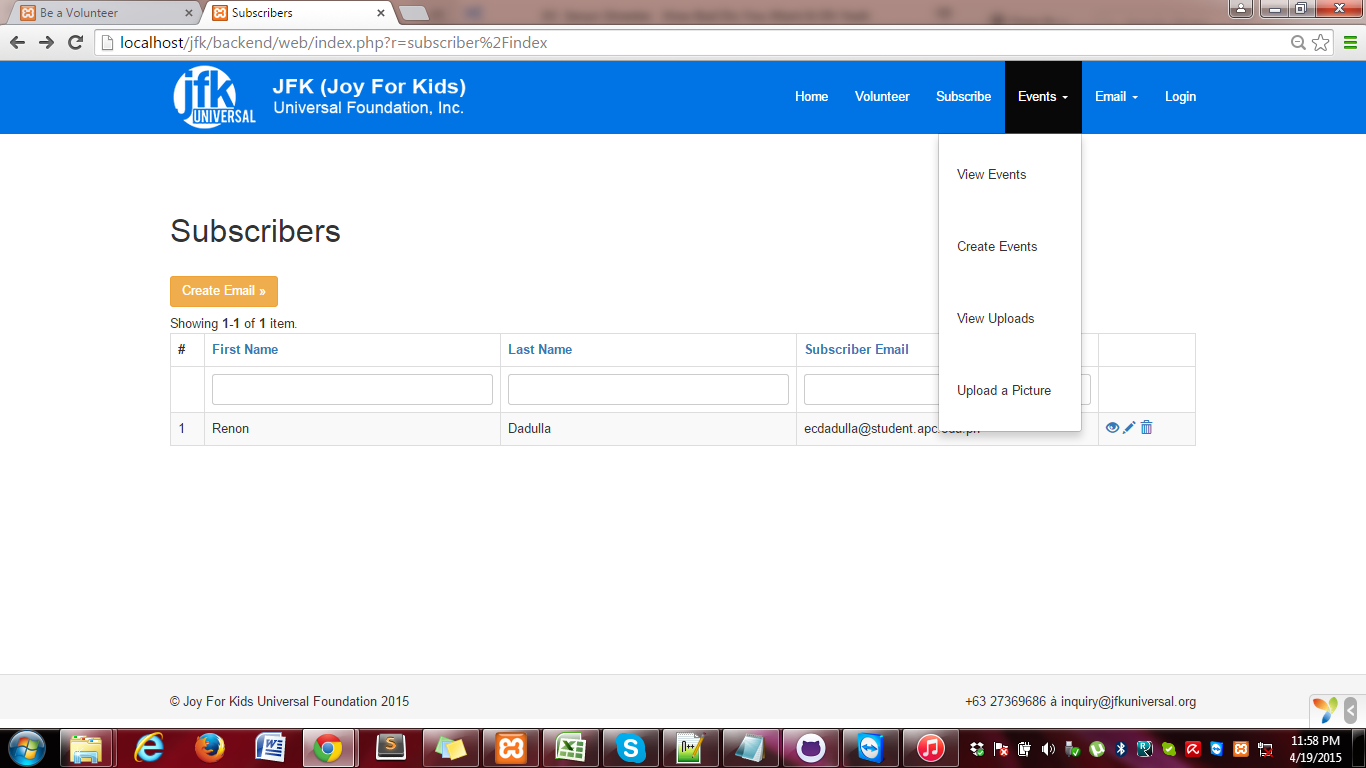 Be a Volunteer
Subscribers
localhost/jfk/backend/web/index.php?r=subscriber%2Findex
jfk
UNIVERSAL
JFK (Joy For Kids)
Universal Foundation, Inc.
Home Volunteer Subscribe Events Email Login
View Events
Create Events
View Uploads
Upload a Picture
Subscribers
Create Email »
Showing 1-1 of 1 item.
# First Name Last Name Subscriber Email
1 Renon Dadulla ecdadulla@student.apc.edu.ph
© Joy For Kids Universal Foundation 2015
+63 27369686 à inquiry@jfkuniversal.org
11:58 PM
4/19/2015